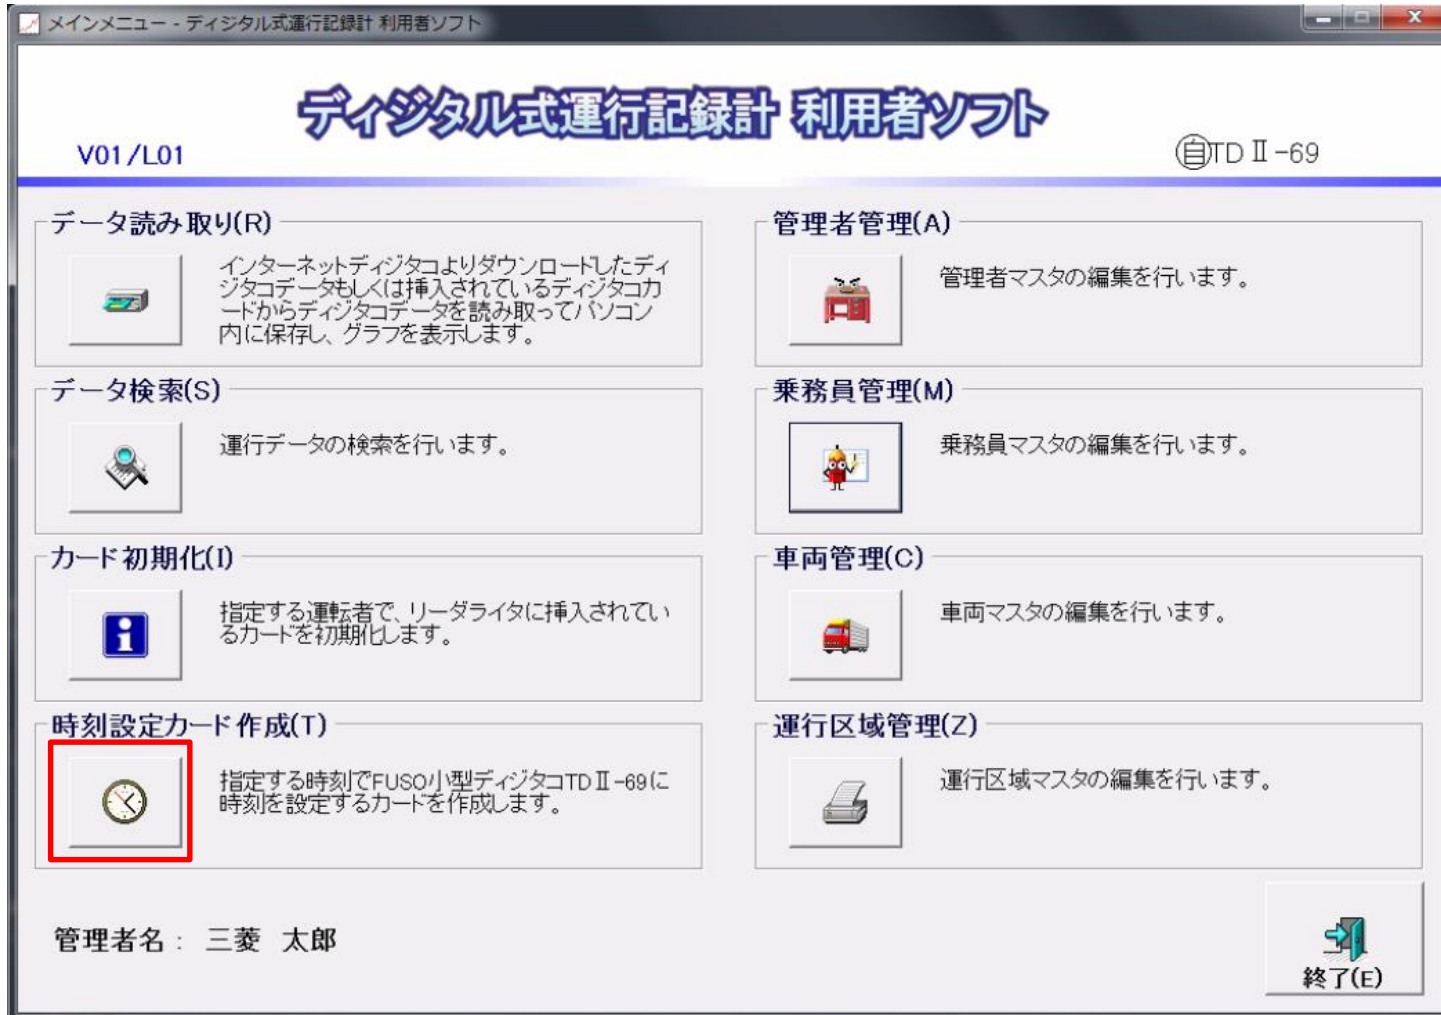 メインメニュー - ディジタル式運行記録計 利用者ソフト
ディジタル式運行記録計 利用者ソフト
V01/L01
自TDⅡ-69
データ読み取り(R)
インターネットディジタコよりダウンロードしたディ
ジタコデータもしくは挿入されているディジタコカ
ードからディジタコデータを読み取ってパソコン
内に保存し、グラフを表示します。
データ検索(S)
運行データの検索を行います。
カード初期化(I)
指定する運転者で、リーダライタに挿入されてい
るカードを初期化します。
時刻設定カード作成(T)
指定する時刻でFUSO小型ディジタコTDⅡ-69に
時刻を設定するカードを作成します。
管理者管理(A)
管理者マスタの編集を行います。
乗務員管理(M)
乗務員マスタの編集を行います。
車両管理(C)
車両マスタの編集を行います。
運行区域管理(Z)
運行区域マスタの編集を行います。
管理者名 : 三菱 太郎
終了(E)